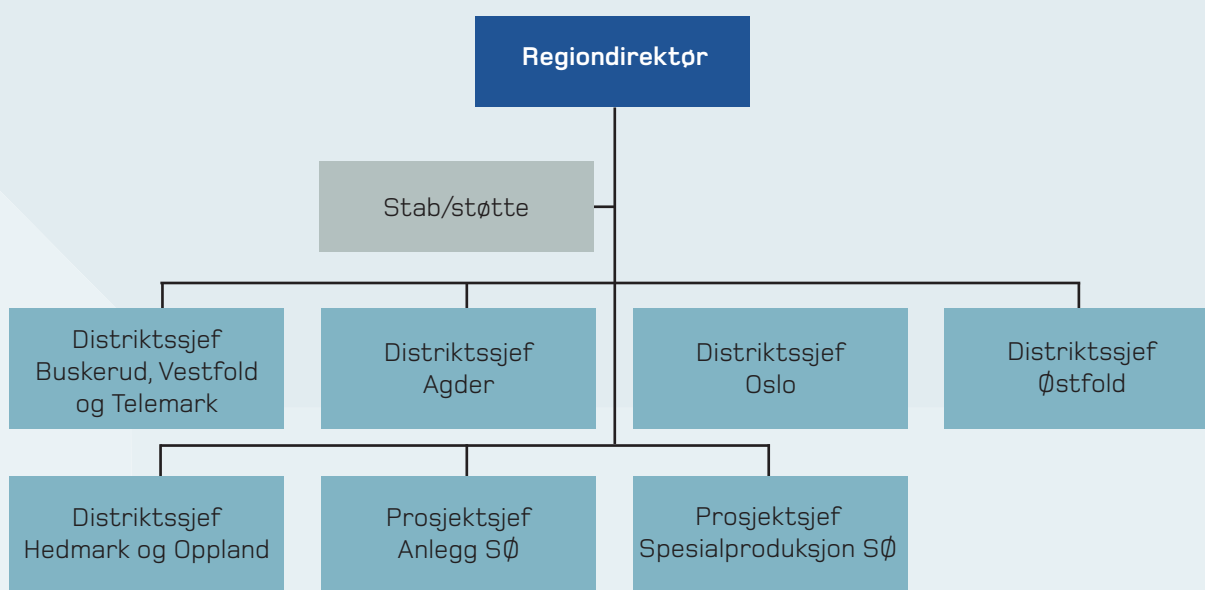 Regiondirektør
Stab/støtte
Distriktssjef
Buskerud, Vestfold
og Telemark
Distriktssjef
Agder
Distriktssjef
Oslo
Distriktssjef
Østfold
Distriktssjef
Hedmark og Oppland
Prosjektsjef
Anlegg SØ
Prosjektsjef
Spesialproduksjon SØ